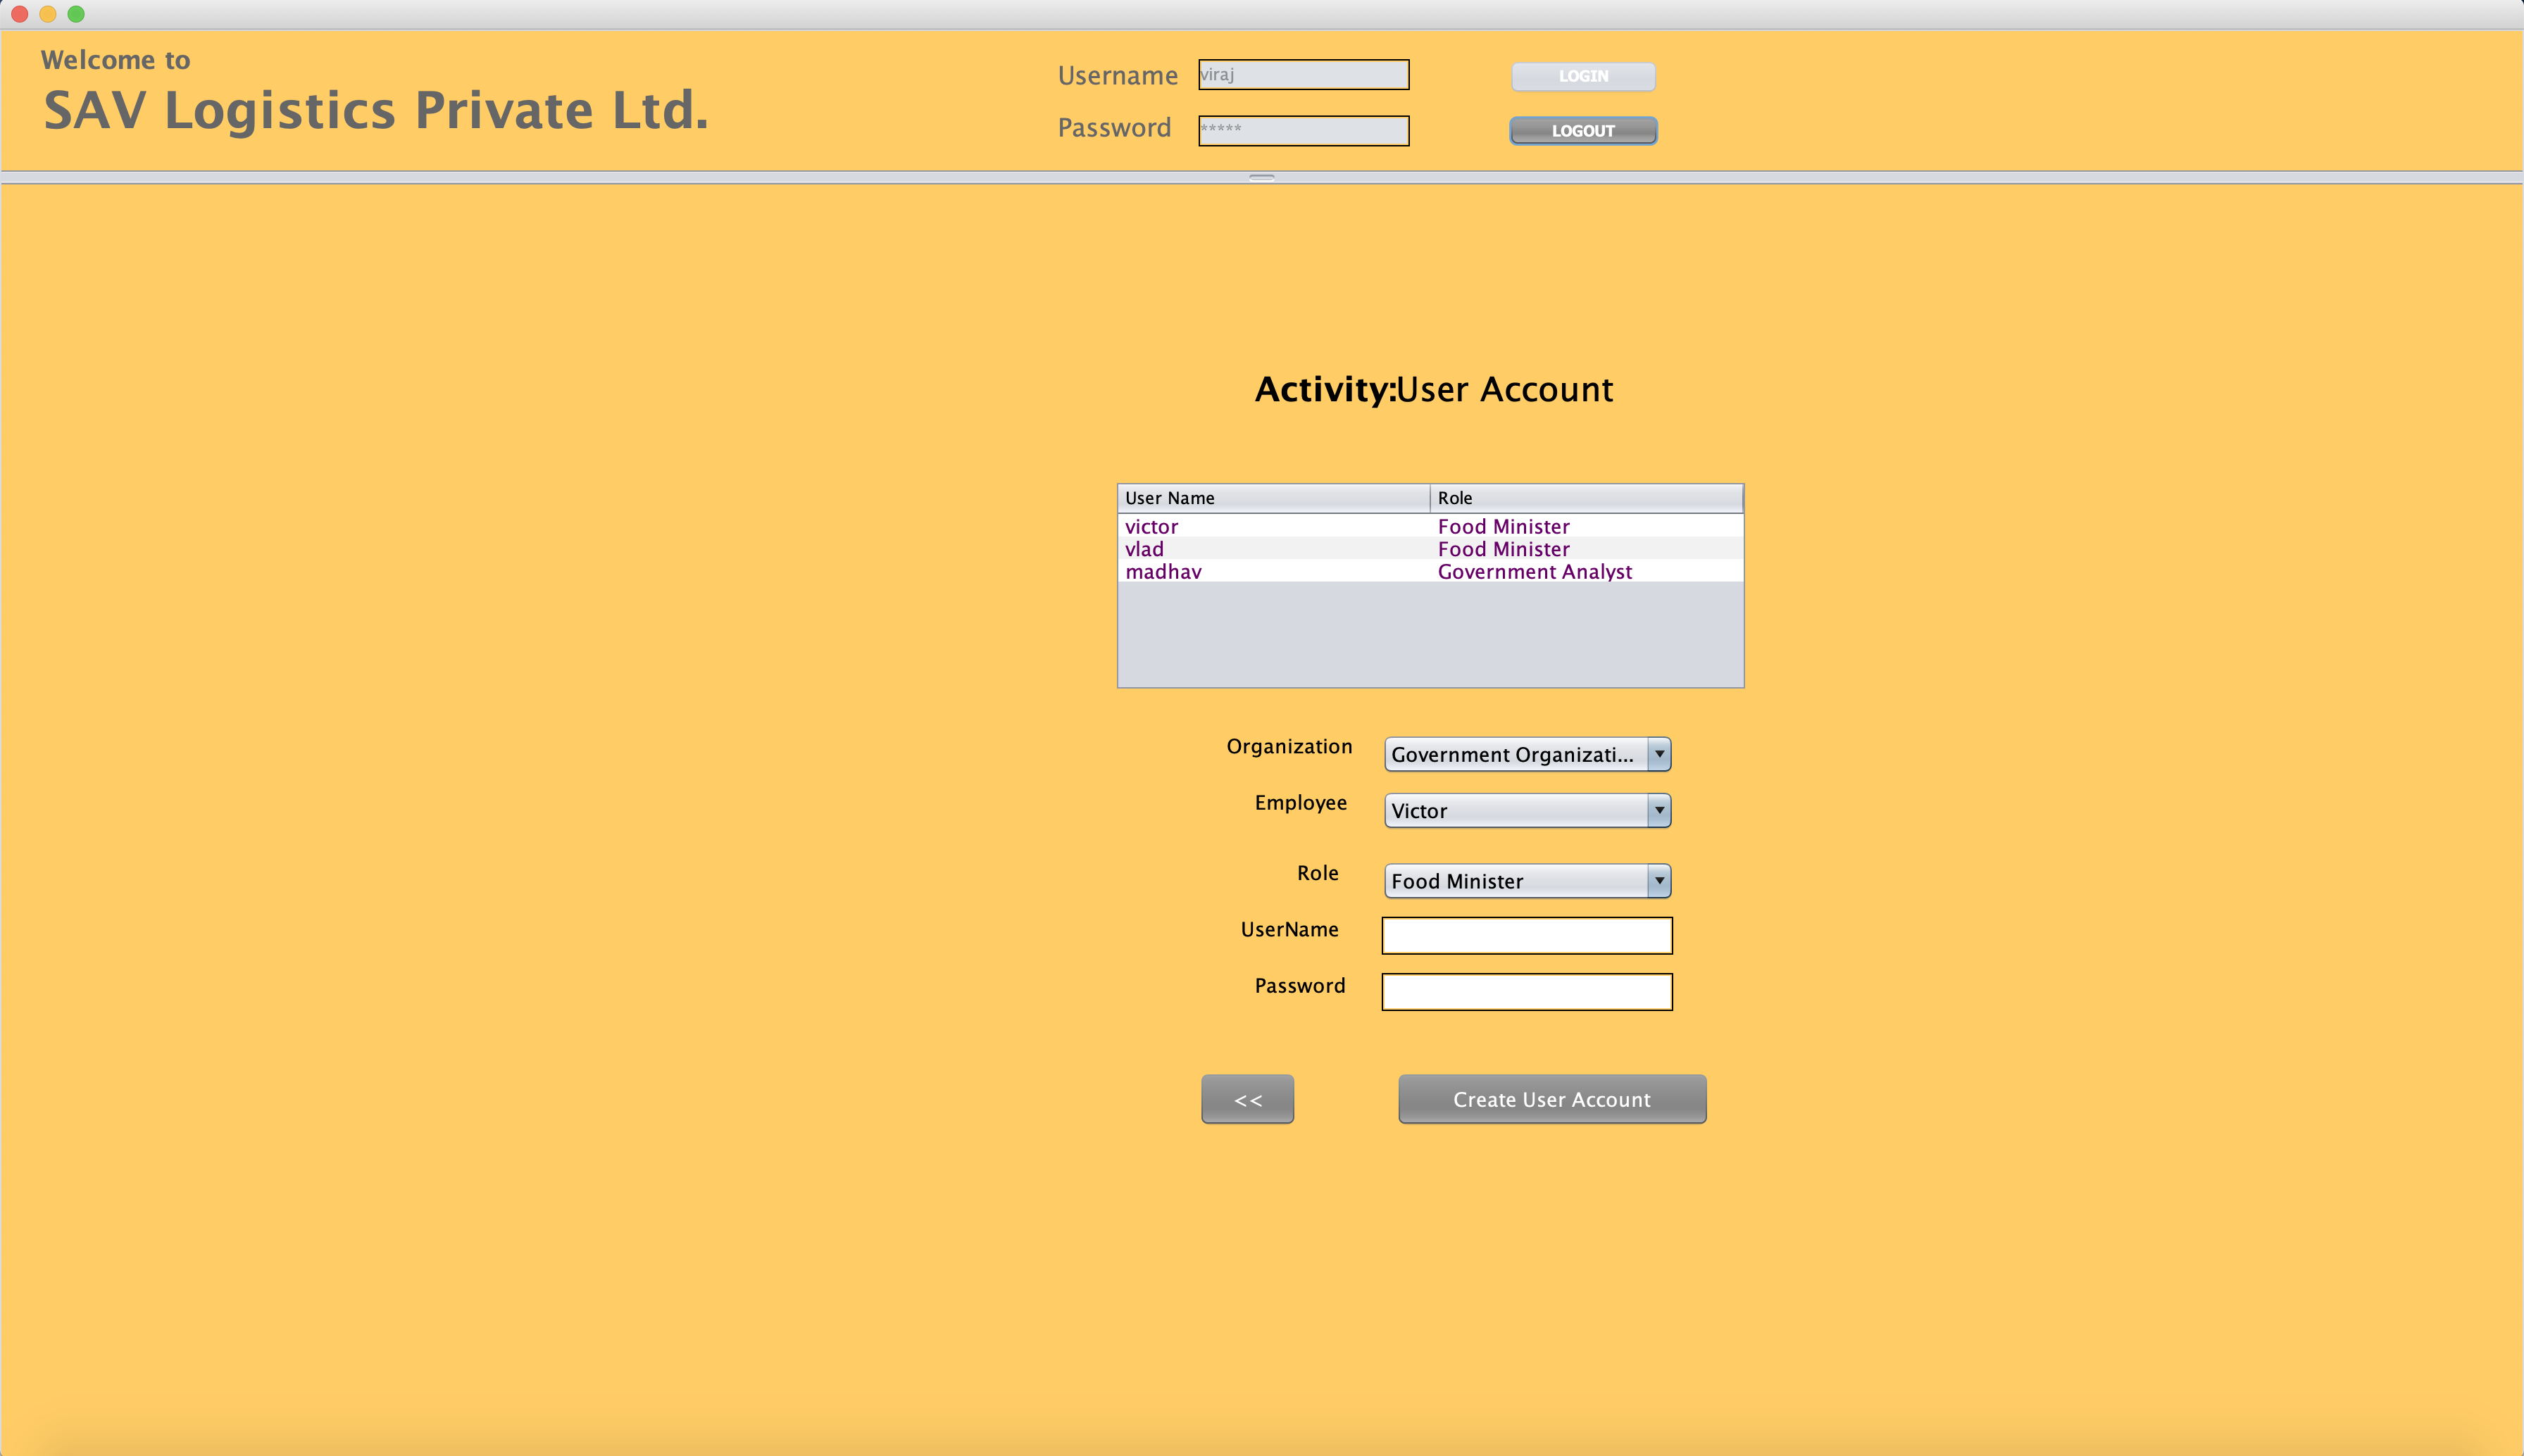 Welcome to
SAV Logistics Private Ltd.
Username viraj LOGIN
Password ***** LOGOUT
Activity:User Account
User Name Role
victor Food Minister
vlad Food Minister
madhav Government Analyst
Organization Government Organizati...
Employee Victor
Role Food Minister
UserName
Password
<< Create User Account